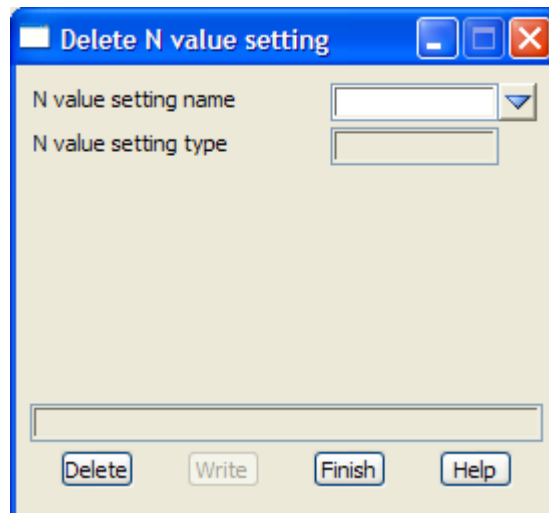 Delete N value setting
N value setting name
N value setting type
Delete Write Finish Help